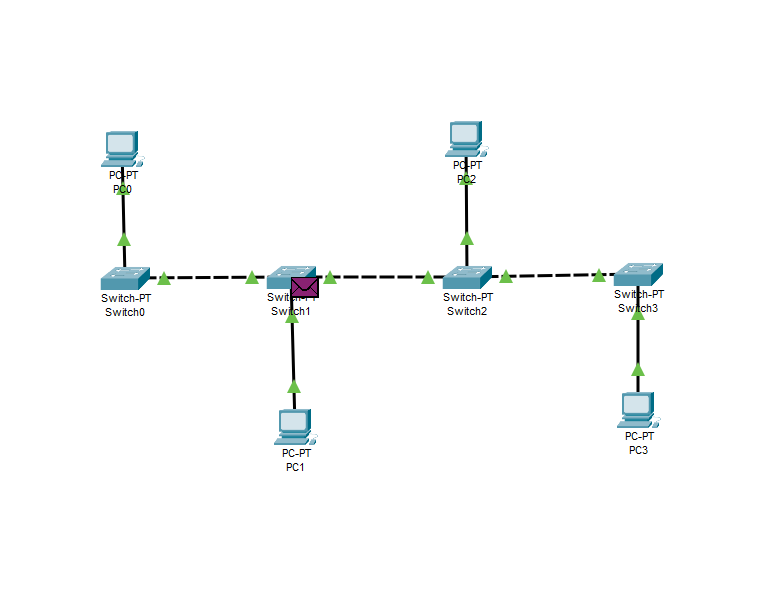 PC-PT
PC0
PC-PT
PC2
Switch-PT
Switch0
Switch-PT
Switch1
Switch-PT
Switch2
Switch-PT
Switch3
PC-PT
PC1
PC-PT
PC3